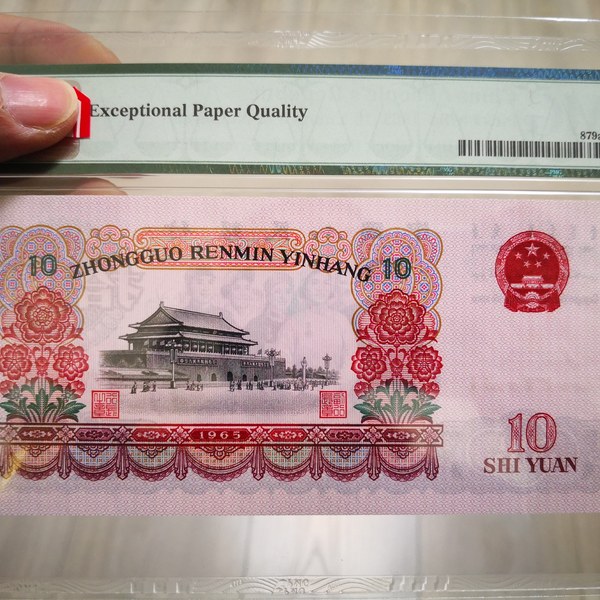 Exceptional Paper Quality
879
10 ZHONGGUO RENMIN YINHANG 10
1965
10
SHI YUAN